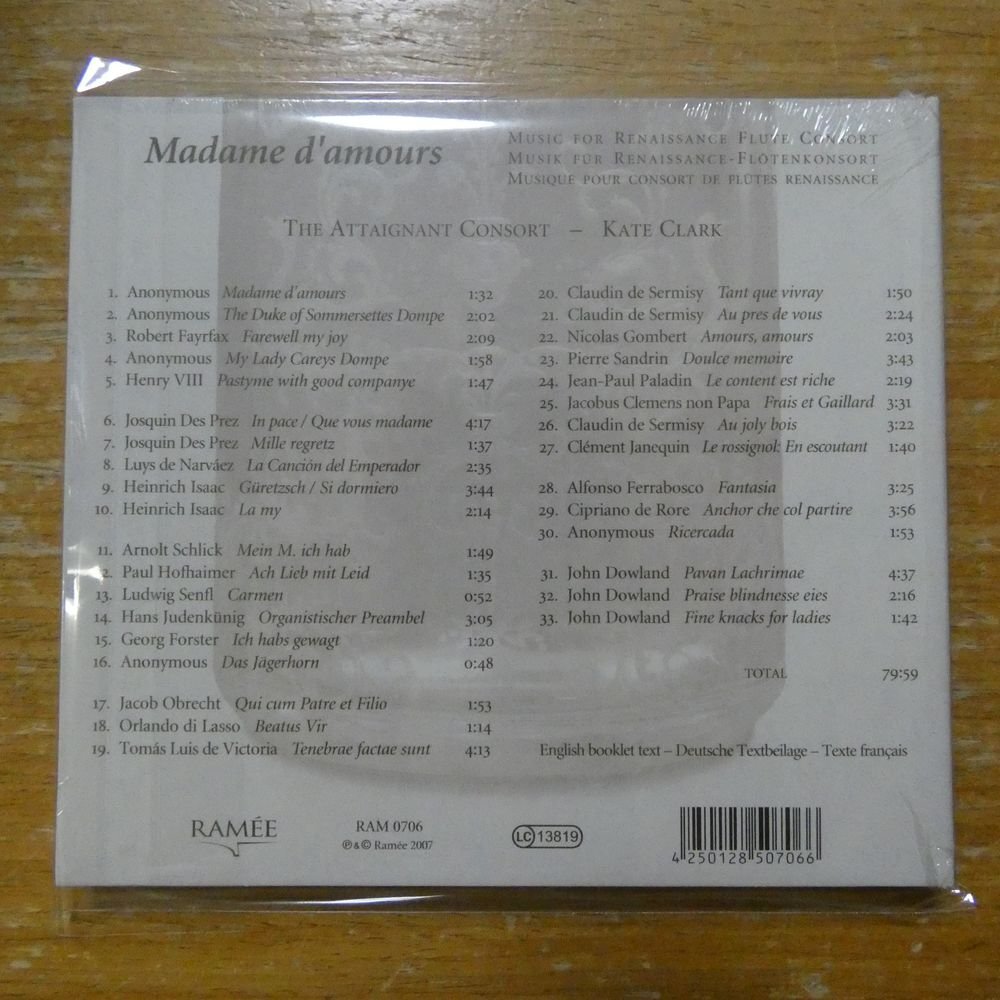 Madame d'amours
MUSIC FOR RENAISSANCE FLUTE CONSORT
MUSIK FÜR RENAISSANCE-FLÖTENKONSORT
MUSIQUE POUR CONSORT DE FLÛTES RENAISSANCE
THE ATTAIGNANT CONSORT – KATE CLARK
1. Anonymous Madame d'amours 1:32
2. Anonymous The Duke of Sommersettes Dompe 2:02
3. Robert Fayrfax Farewell my joy 2:09
4. Anonymous My Lady Careys Dompe 1:58
5. Henry VIII Pastyme with good companye 1:47
6. Josquin Des Prez In pace / Que vous madame 4:17
7. Josquin Des Prez Mille regretz 1:37
8. Luys de Narváez La Canción del Emperador 2:35
9. Heinrich Isaac Güretzsch / Si dormiero 3:44
10. Heinrich Isaac La my 2:14
11. Arnolt Schlick Mein M. ich hab 1:49
2. Paul Hofhaimer Ach Lieb mit Leid 1:35
13. Ludwig Senfl Carmen 0:52
14. Hans Judenkünig Organistischer Preambel 3:05
15. Georg Forster Ich habs gewagt 1:20
16. Anonymous Das Jägerhorn 0:48
17. Jacob Obrecht Qui cum Patre et Filio 1:53
18. Orlando di Lasso Beatus Vir 1:14
19. Tomás Luis de Victoria Tenebrae factae sunt 4:13
20. Claudin de Sermisy Tant que vivray 1:50
21. Claudin de Sermisy Au pres de vous 2:24
22. Nicolas Gombert Amours, amours 2:03
23. Pierre Sandrin Doulce memoire 3:43
24. Jean-Paul Paladin Le content est riche 2:19
25. Jacobus Clemens non Papa Frais et Gaillard 3:31
26. Claudin de Sermisy Au joly bois 3:22
27. Clément Janequin Le rossignol: En escoutant 1:40
28. Alfonso Ferrabosco Fantasia 3:25
29. Cipriano de Rore Anchor che col partire 3:56
30. Anonymous Ricercada 1:53
31. John Dowland Pavan Lachrimae 4:37
32. John Dowland Praise blindnesse eies 2:16
33. John Dowland Fine knacks for ladies 1:42
TOTAL 79:59
English booklet text – Deutsche Textbeilage – Texte français
RAMÉE
RAM 0706
℗ & © Ramée 2007
LC 13819
4 250128 507066